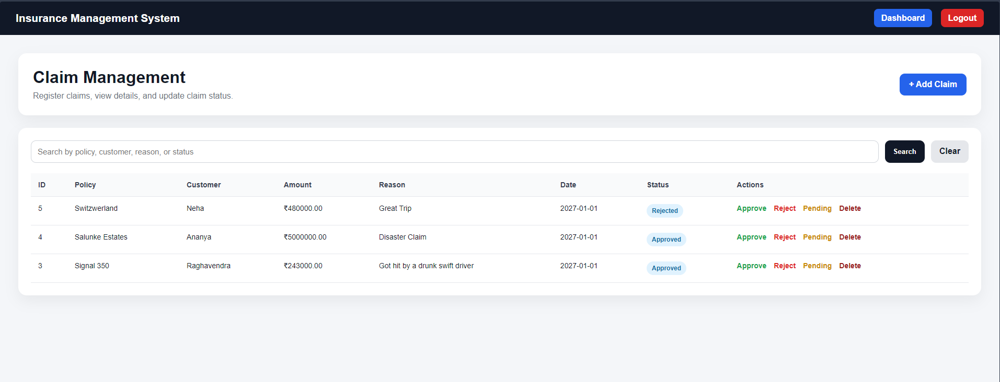 Insurance Management System Dashboard Logout
Claim Management
Register claims, view details, and update claim status.
+ Add Claim
Search by policy, customer, reason, or status Search Clear
ID Policy Customer Amount Reason Date Status Actions
5 Switzwerland Neha ₹480000.00 Great Trip 2027-01-01 Rejected Approve Reject Pending Delete
4 Salunke Estates Ananya ₹5000000.00 Disaster Claim 2027-01-01 Approved Approve Reject Pending Delete
3 Signal 350 Raghavendra ₹243000.00 Got hit by a drunk swift driver 2027-01-01 Approved Approve Reject Pending Delete